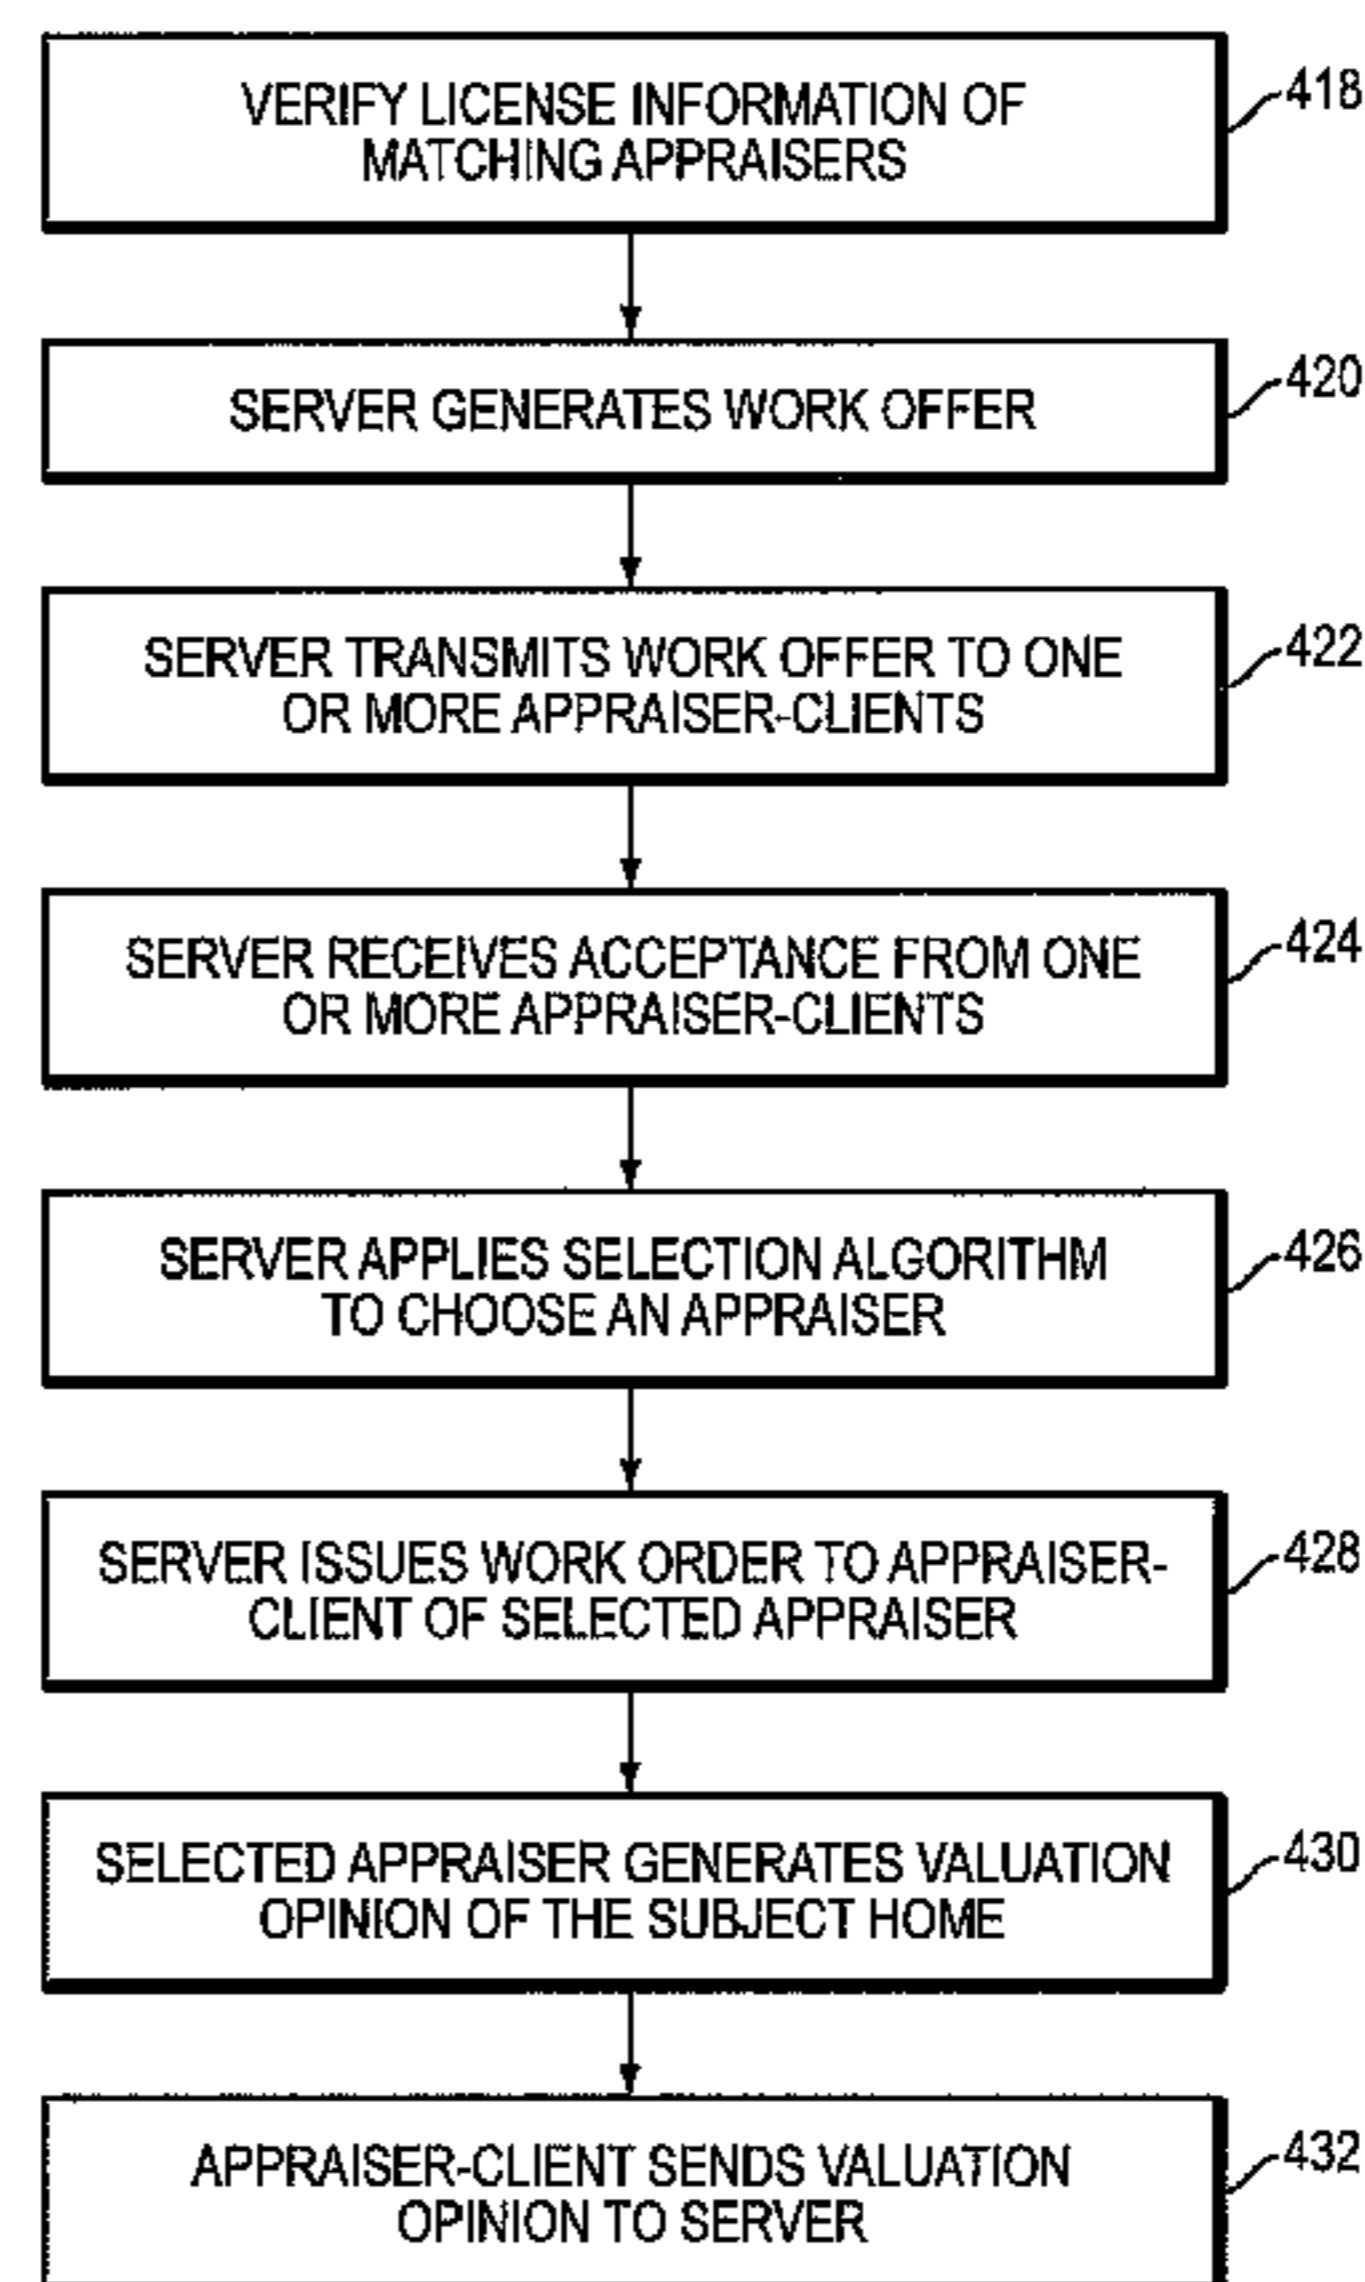 VERIFY LICENSE INFORMATION OF
MATCHING APPRAISERS
418
SERVER GENERATES WORK OFFER
420
SERVER TRANSMITS WORK OFFER TO ONE
OR MORE APPRAISER-CLIENTS
422
SERVER RECEIVES ACCEPTANCE FROM ONE
OR MORE APPRAISER-CLIENTS
424
SERVER APPLIES SELECTION ALGORITHM
TO CHOOSE AN APPRAISER
426
SERVER ISSUES WORK ORDER TO APPRAISER-
CLIENT OF SELECTED APPRAISER
428
SELECTED APPRAISER GENERATES VALUATION
OPINION OF THE SUBJECT HOME
430
APPRAISER-CLIENT SENDS VALUATION
OPINION TO SERVER
432